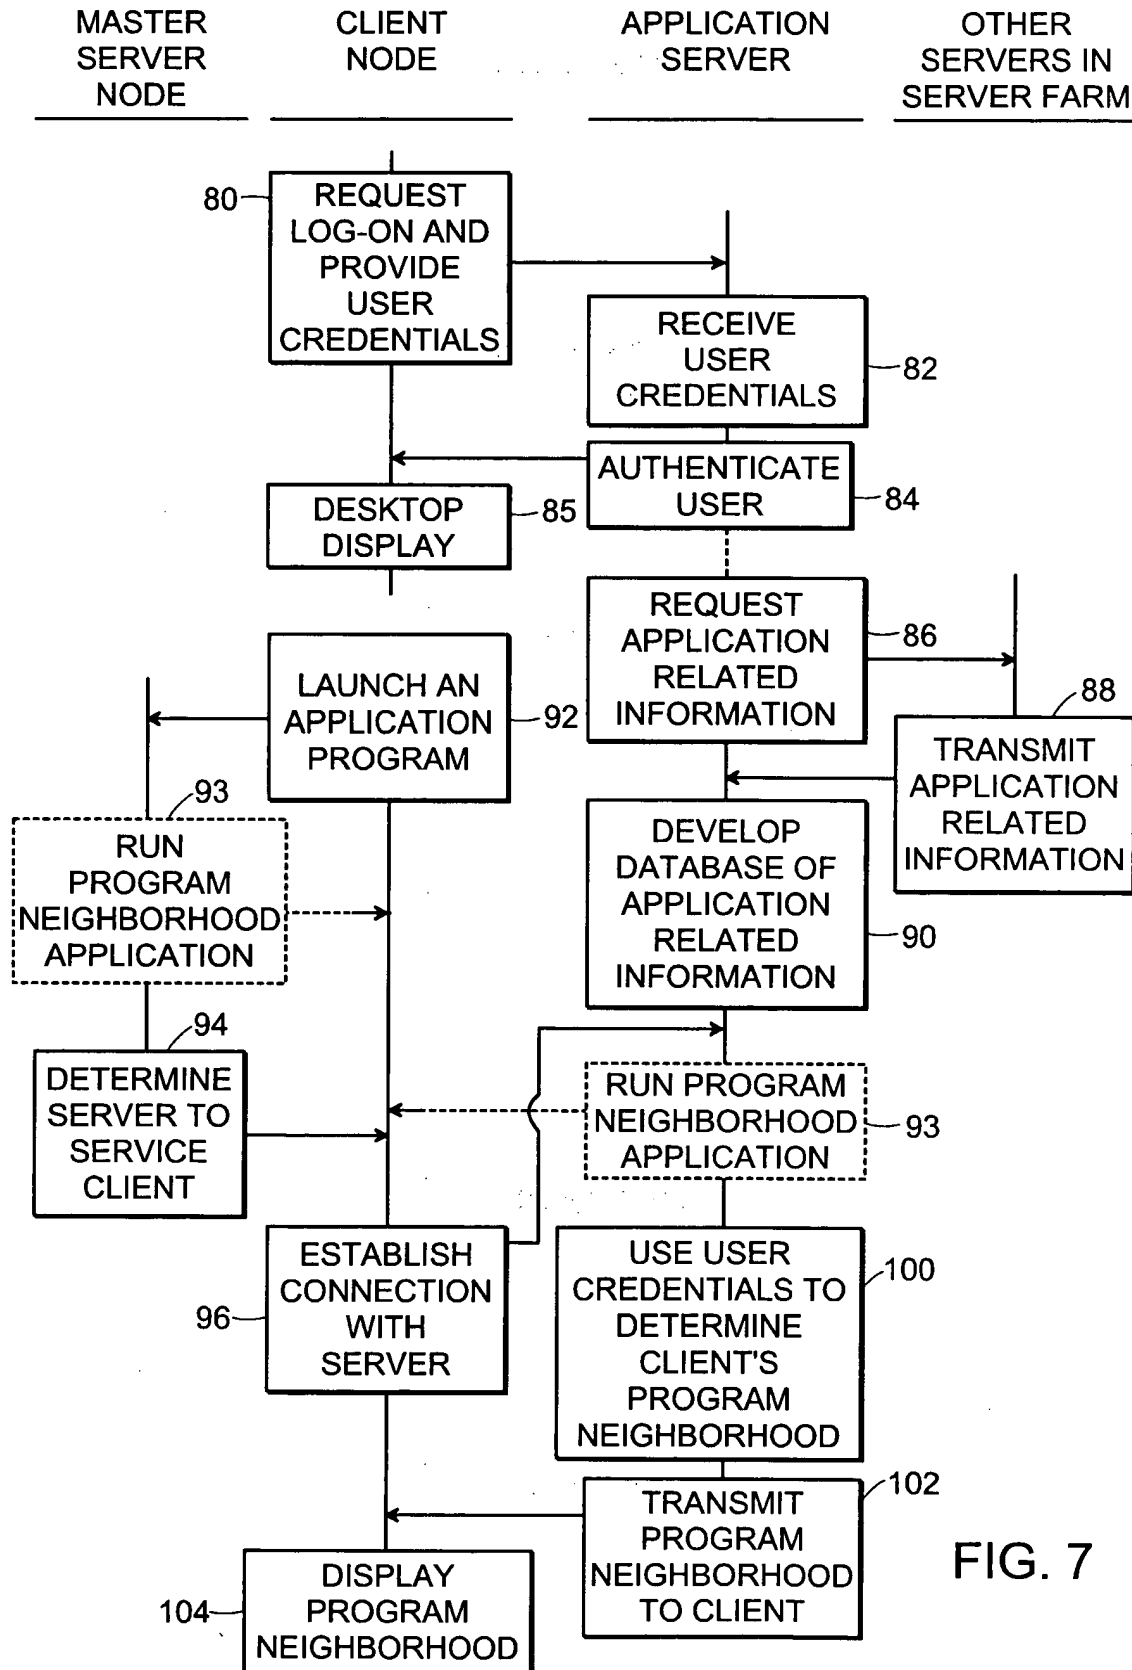 MASTER
SERVER
NODE
CLIENT
NODE
APPLICATION
SERVER
OTHER
SERVERS IN
SERVER FARM
80
REQUEST
LOG-ON AND
PROVIDE
USER
CREDENTIALS
RECEIVE
USER
CREDENTIALS
82
AUTHENTICATE
USER
84
DESKTOP
DISPLAY
85
REQUEST
APPLICATION
RELATED
INFORMATION
86
88
TRANSMIT
APPLICATION
RELATED
INFORMATION
LAUNCH AN
APPLICATION
PROGRAM
92
93
RUN
PROGRAM
NEIGHBORHOOD
APPLICATION
DEVELOP
DATABASE OF
APPLICATION
RELATED
INFORMATION
90
94
DETERMINE
SERVER TO
SERVICE
CLIENT
RUN PROGRAM
NEIGHBORHOOD
APPLICATION
93
ESTABLISH
CONNECTION
WITH
SERVER
96
USE USER
CREDENTIALS TO
DETERMINE
CLIENT'S
PROGRAM
NEIGHBORHOOD
100
102
TRANSMIT
PROGRAM
NEIGHBORHOOD
TO CLIENT
104
DISPLAY
PROGRAM
NEIGHBORHOOD
FIG. 7